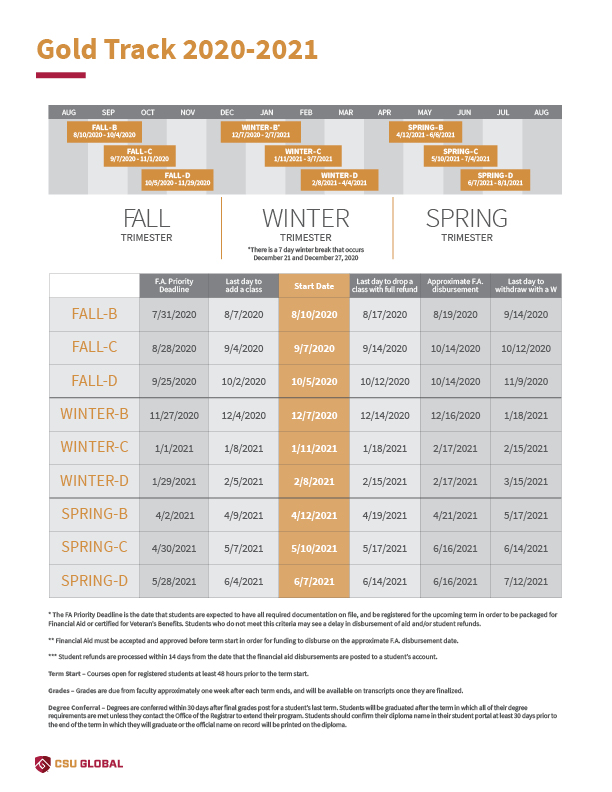 Gold Track 2020-2021
AUG SEP OCT NOV DEC JAN FEB MAR APR MAY JUN JUL AUG
FALL-B
8/10/2020 - 10/4/2020
WINTER-B*
12/7/2020 - 2/7/2021
SPRING-B
4/12/2021 - 6/6/2021
FALL-C
9/7/2020 - 11/1/2020
WINTER-C
1/11/2021 - 3/7/2021
SPRING-C
5/10/2021 - 7/4/2021
FALL-D
10/5/2020 - 11/29/2020
WINTER-D
2/8/2021 - 4/4/2021
SPRING-D
6/7/2021 - 8/1/2021
FALL
TRIMESTER
WINTER
TRIMESTER
*There is a 7 day winter break that occurs
December 21 and December 27, 2020
SPRING
TRIMESTER
F.A. Priority
Deadline
Last day to
add a class
Start Date
Last day to drop a
class with full refund
Approximate F.A.
disbursement
Last day to
withdraw with a W
FALL-B 7/31/2020 8/7/2020 8/10/2020 8/17/2020 8/19/2020 9/14/2020
FALL-C 8/28/2020 9/4/2020 9/7/2020 9/14/2020 10/14/2020 10/12/2020
FALL-D 9/25/2020 10/2/2020 10/5/2020 10/12/2020 10/14/2020 11/9/2020
WINTER-B 11/27/2020 12/4/2020 12/7/2020 12/14/2020 12/16/2020 1/18/2021
WINTER-C 1/1/2021 1/8/2021 1/11/2021 1/18/2021 2/17/2021 2/15/2021
WINTER-D 1/29/2021 2/5/2021 2/8/2021 2/15/2021 2/17/2021 3/15/2021
SPRING-B 4/2/2021 4/9/2021 4/12/2021 4/19/2021 4/21/2021 5/17/2021
SPRING-C 4/30/2021 5/7/2021 5/10/2021 5/17/2021 6/16/2021 6/14/2021
SPRING-D 5/28/2021 6/4/2021 6/7/2021 6/14/2021 6/16/2021 7/12/2021
* The FA Priority Deadline is the date that students are expected to have all required documentation on file, and be registered for the upcoming term in order to be packaged for
Financial Aid or certified for Veteran's Benefits. Students who do not meet this criteria may see a delay in disbursement of aid and/or student refunds.
** Financial Aid must be accepted and approved before term start in order for funding to disburse on the approximate F.A. disbursement date.
*** Student refunds are processed within 14 days from the date that the financial aid disbursements are posted to a student's account.
Term Start – Courses open for registered students at least 48 hours prior to the term start.
Grades – Grades are due from faculty approximately one week after each term ends, and will be available on transcripts once they are finalized.
Degree Conferral – Degrees are conferred within 30 days after final grades post for a student's last term. Students will be graduated after the term in which all of their degree
requirements are met unless they contact the Office of the Registrar to extend their program. Students should confirm their diploma name in their student portal at least 30 days prior to
the end of the term in which they will graduate or the official name on record will be printed on the diploma.
CSU GLOBAL